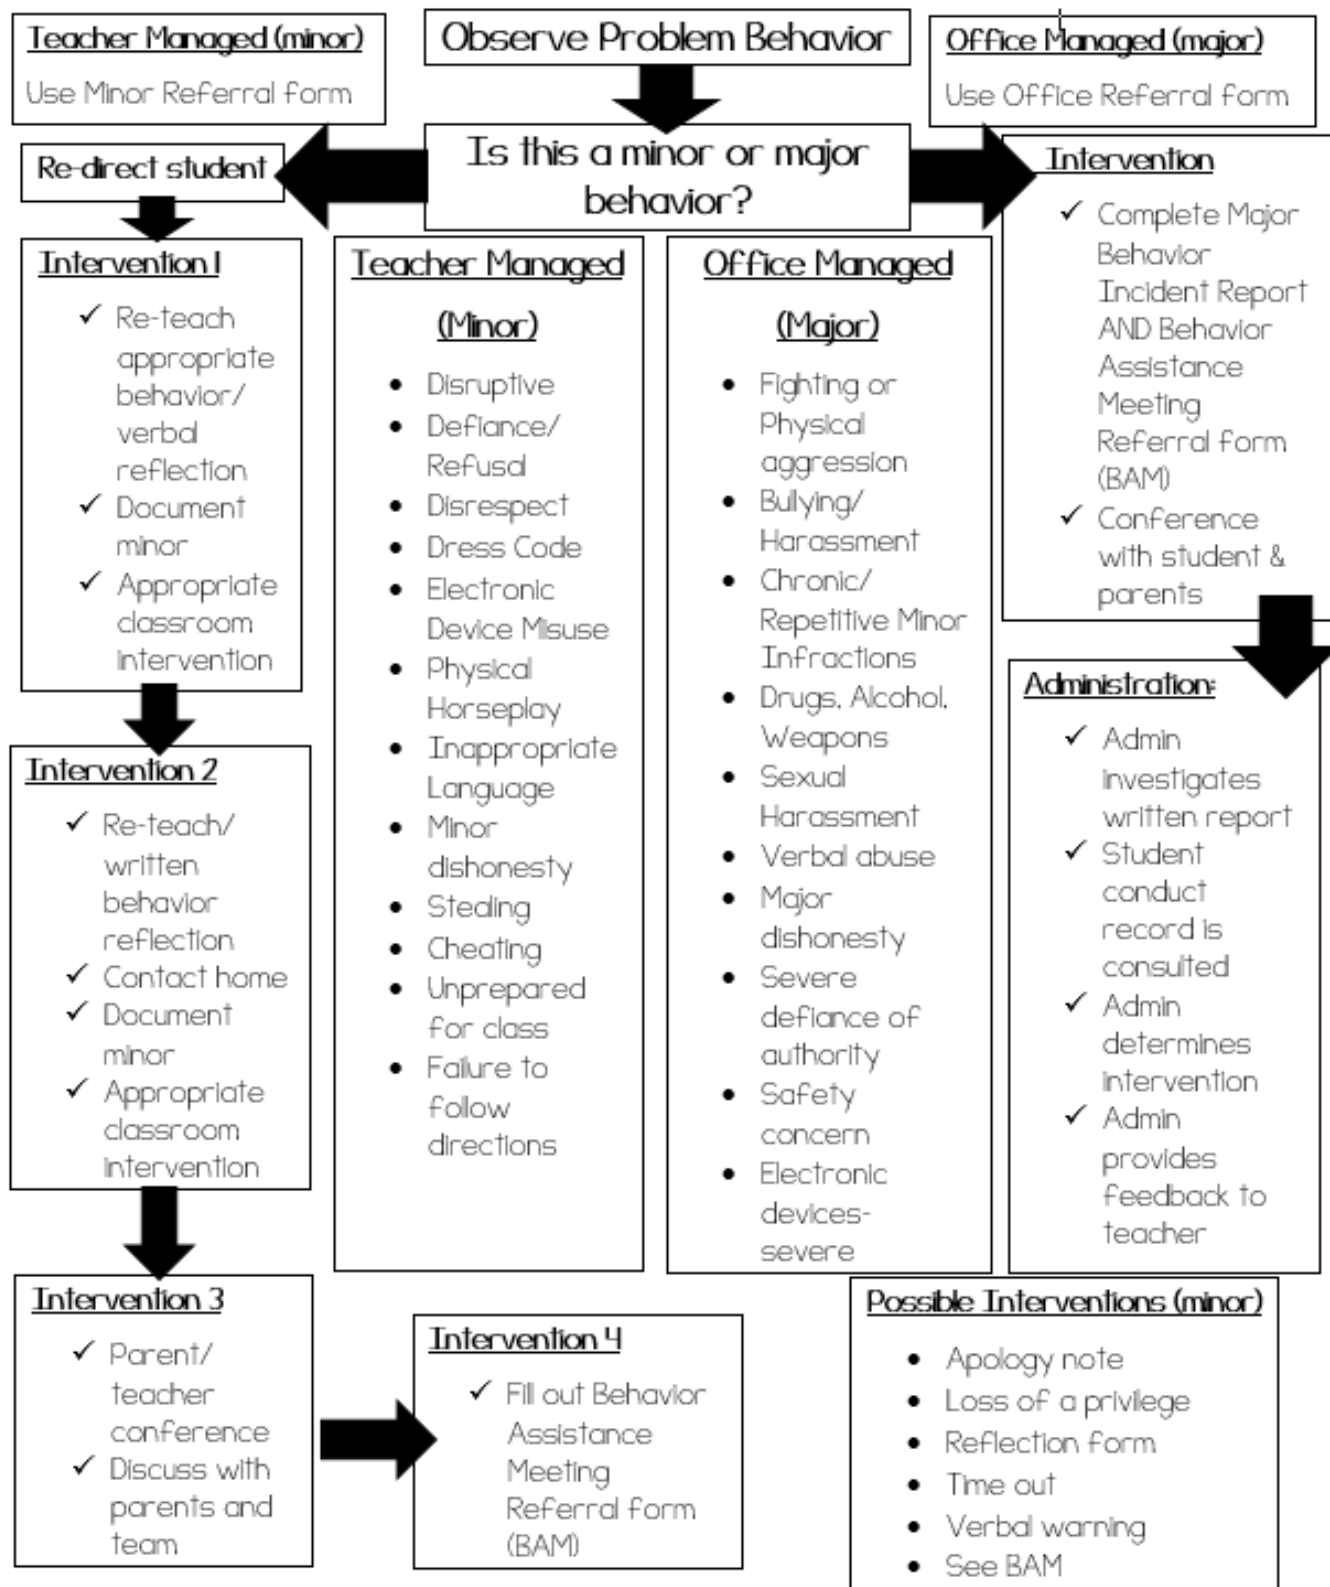 Teacher Managed (minor)
Use Minor Referral form
Observe Problem Behavior
Office Managed (major)
Use Office Referral form
Is this a minor or major
behavior?
Re-direct student
Intervention 1
✓ Re-teach
appropriate
behavior/
verbal
reflection
✓ Document
minor
✓ Appropriate
classroom
intervention
Intervention 2
✓ Re-teach/
written
behavior
reflection
✓ Contact home
✓ Document
minor
✓ Appropriate
classroom
intervention
Intervention 3
✓ Parent/
teacher
conference
✓ Discuss with
parents and
team
Intervention 4
✓ Fill out Behavior
Assistance
Meeting
Referral form
(BAM)
Teacher Managed
(Minor)
• Disruptive
• Defiance/
Refusal
• Disrespect
• Dress Code
• Electronic
Device Misuse
• Physical
Horseplay
• Inappropriate
Language
• Minor
dishonesty
• Stealing
• Cheating
• Unprepared
for class
• Failure to
follow
directions
Office Managed
(Major)
• Fighting or
Physical
aggression
• Bullying/
Harassment
• Chronic/
Repetitive Minor
Infractions
• Drugs, Alcohol,
Weapons
• Sexual
Harassment
• Verbal abuse
• Major
dishonesty
• Severe
defiance of
authority
• Safety
concern
• Electronic
devices-
severe
Intervention
✓ Complete Major
Behavior
Incident Report
AND Behavior
Assistance
Meeting
Referral form
(BAM)
✓ Conference
with student &
parents
Administration:
✓ Admin
investigates
written report
✓ Student
conduct
record is
consulted
✓ Admin
determines
intervention
✓ Admin
provides
feedback to
teacher
Possible Interventions (minor)
• Apology note
• Loss of a privilege
• Reflection form
• Time out
• Verbal warning
• See BAM